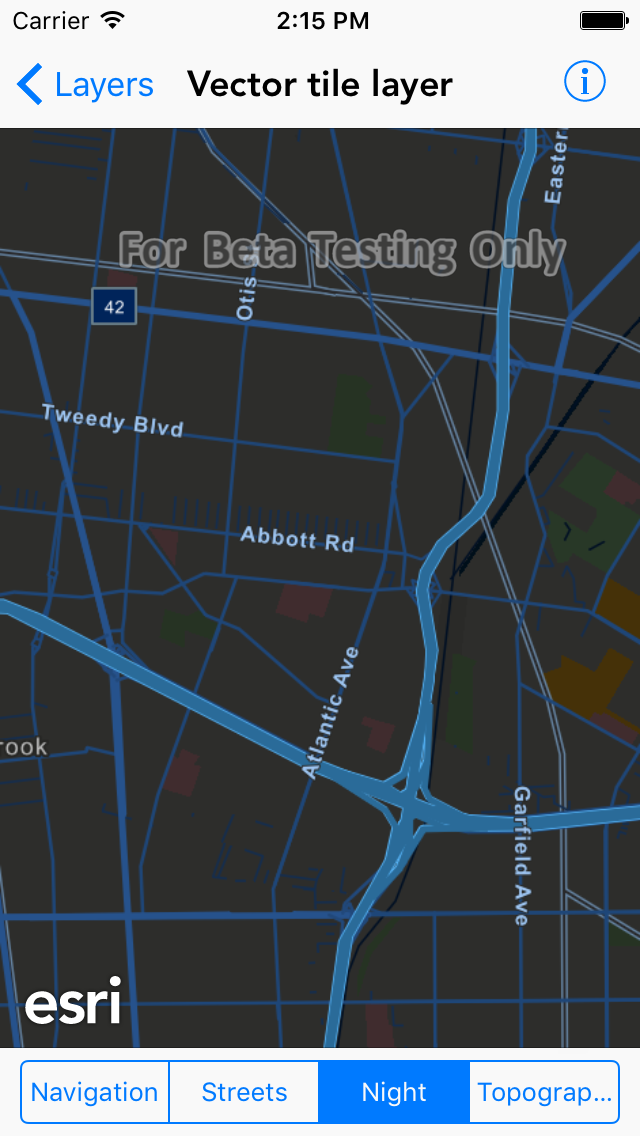 Carrier 2:15 PM
Layers Vector tile layer i
Eastern
For Beta Testing Only
Otis
42
Tweedy Blvd
Abbott Rd
Atlantic Ave
rook
Garfield Ave
esri
Navigation Streets Night Topograp...